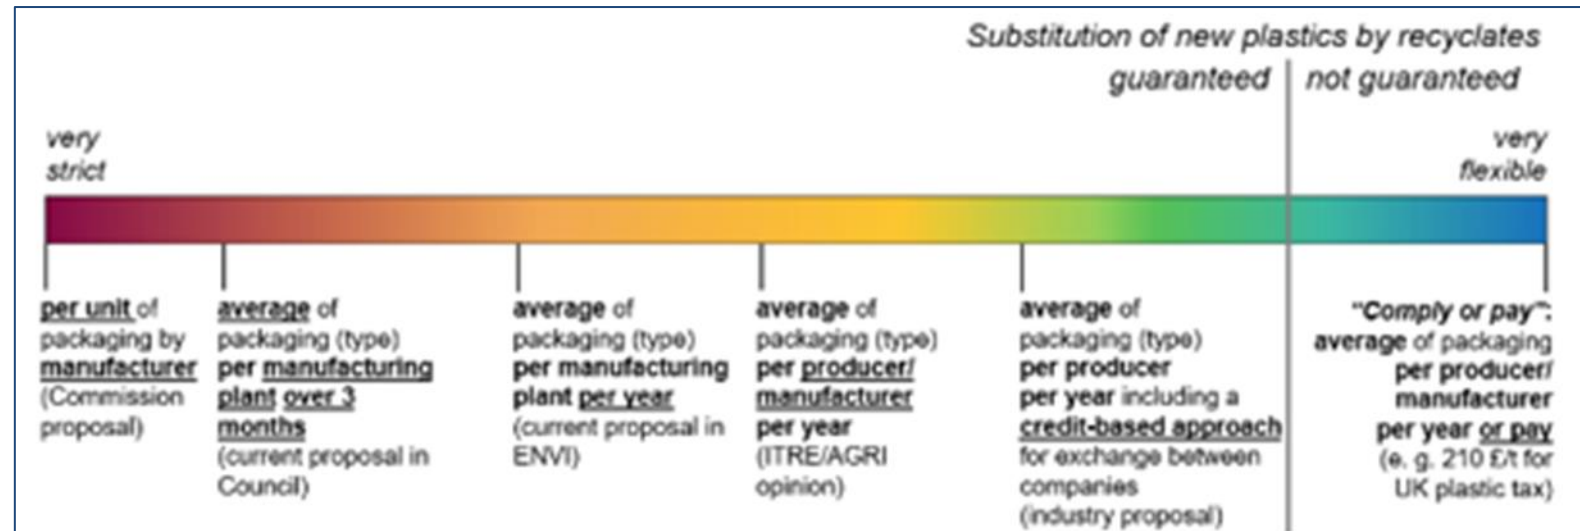 Substitution of new plastics by recyclates
guaranteed
not guaranteed
very
strict
very
flexible
per unit of
packaging by
manufacturer
(Commission
proposal)
average of
packaging (type)
per manufacturing
plant over 3
months
(current proposal in
Council)
average of
packaging (type)
per manufacturing
plant per year
(current proposal in
ENVI)
average of
packaging (type)
per producer/
manufacturer
per year
(ITRE/AGRI
opinion)
average of
packaging (type)
per producer
per year including a
credit-based approach
for exchange between
companies
(industry proposal)
"Comply or pay":
average of packaging
per producer/
manufacturer
per year or pay
(e. g. 210 £/t for
UK plastic tax)